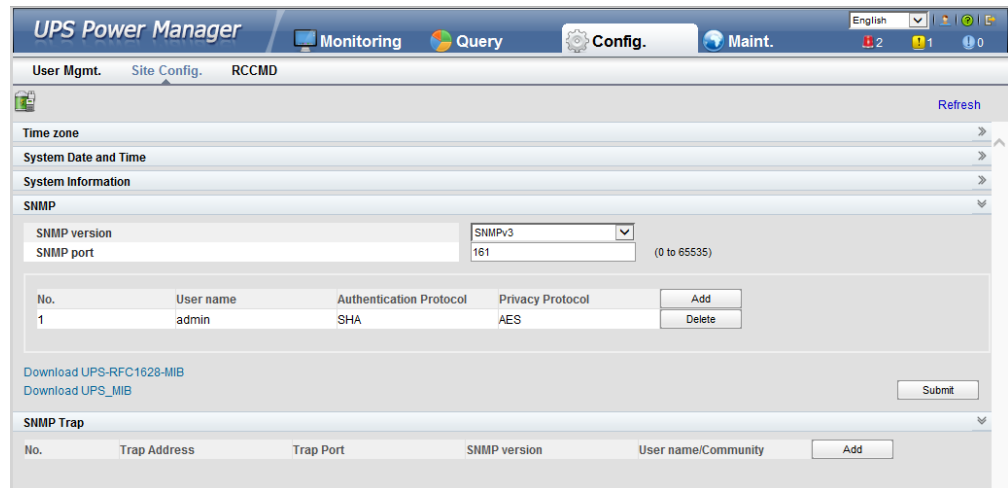 UPS Power Manager
Monitoring Query Config. Maint.
English
2 1 0
User Mgmt. Site Config. RCCMD
Refresh
Time zone
System Date and Time
System Information
SNMP
SNMP version SNMPv3
SNMP port 161 (0 to 65535)
No. User name Authentication Protocol Privacy Protocol Add
1 admin SHA AES Delete
Download UPS-RFC1628-MIB
Download UPS_MIB
Submit
SNMP Trap
No. Trap Address Trap Port SNMP version User name/Community Add